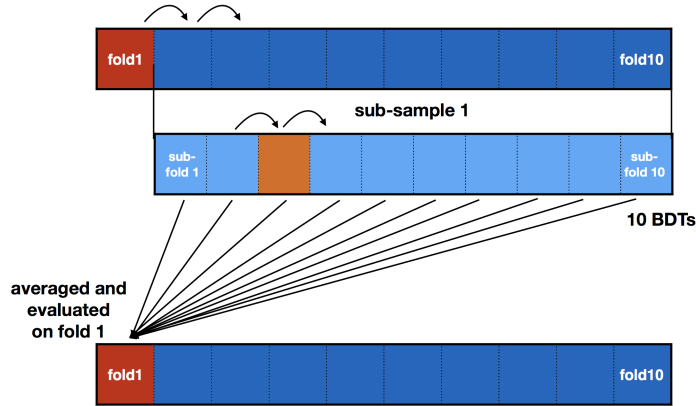 fold1
fold10
sub-sample 1
sub-
fold 1
sub-
fold 10
10 BDTs
averaged and
evaluated
on fold 1
fold1
fold10